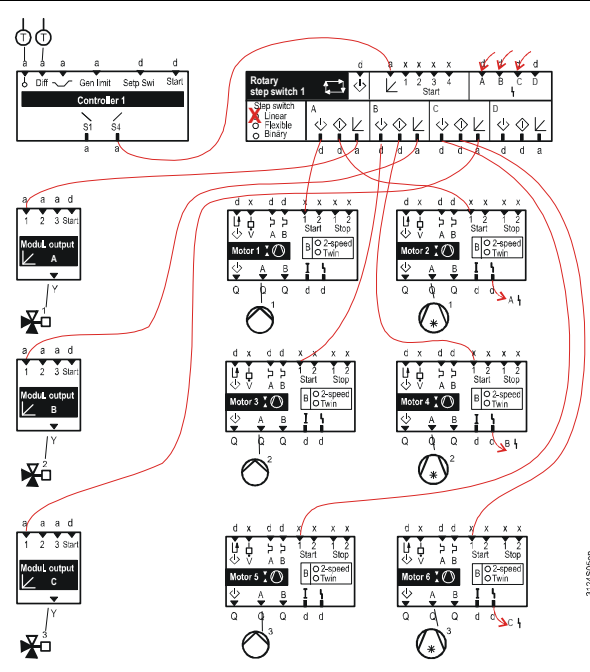 T T
a a a a d d
Diff Gen limit Setp Swi Start
Controller 1
S1 S4
a a
d a x x x x a a a d
Rotary
step switch 1
1 2 3 4 A B C D
Start
Step switch
Linear
Flexible
Binary
A B C D
d d a d d a d d a d d a
a a a d
1 2 3 Start
Modul. output
A
Y
1
d x d d x x x x
V A B 1 2 1 2
Start Stop
Motor 1 B 2-speed
Twin
A B
Q Q Q d d
1
d x d d x x x x
V A B 1 2 1 2
Start Stop
Motor 2 B 2-speed
Twin
A B
Q Q Q d d
A
1
a a a d
1 2 3 Start
Modul. output
B
Y
2
d x d d x x x x
V A B 1 2 1 2
Start Stop
Motor 3 B 2-speed
Twin
A B
Q Q Q d d
2
d x d d x x x x
V A B 1 2 1 2
Start Stop
Motor 4 B 2-speed
Twin
A B
Q Q Q d d
B
2
a a a d
1 2 3 Start
Modul. output
C
Y
3
d x d d x x x x
V A B 1 2 1 2
Start Stop
Motor 5 B 2-speed
Twin
A B
Q Q Q d d
3
d x d d x x x x
V A B 1 2 1 2
Start Stop
Motor 6 B 2-speed
Twin
A B
Q Q Q d d
C
3